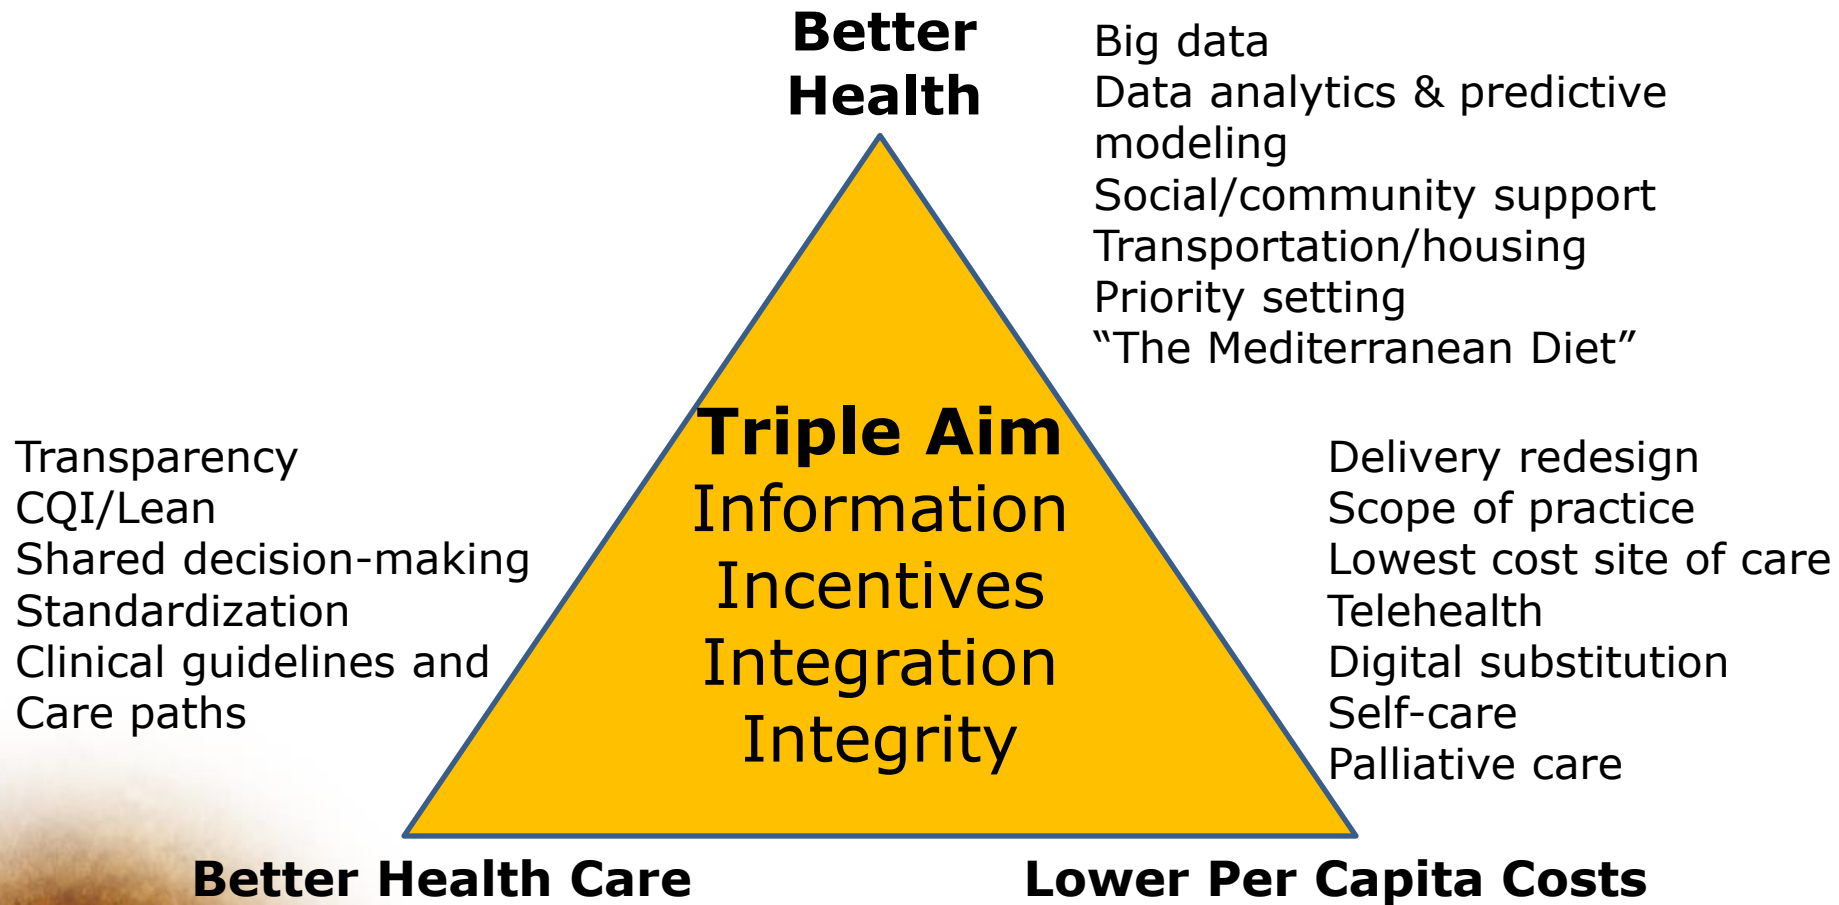 Better
Health
Big data
Data analytics & predictive
modeling
Social/community support
Transportation/housing
Priority setting
“The Mediterranean Diet”
Triple Aim
Information
Incentives
Integration
Integrity
Transparency
CQI/Lean
Shared decision-making
Standardization
Clinical guidelines and
Care paths
Delivery redesign
Scope of practice
Lowest cost site of care
Telehealth
Digital substitution
Self-care
Palliative care
Better Health Care
Lower Per Capita Costs